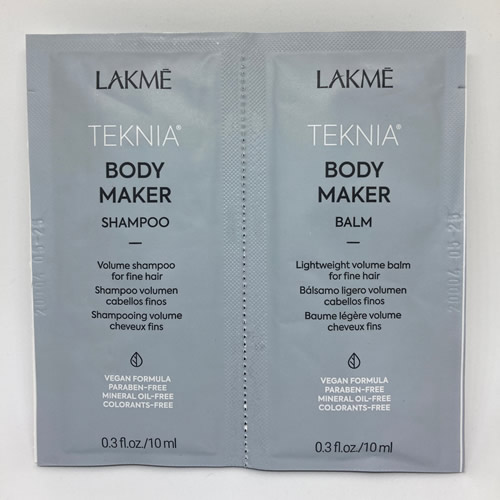 LAKMĒ
TEKNIA®
BODY
MAKER
SHAMPOO
Volume shampoo
for fine hair
Shampoo volumen
cabellos finos
Shampooing volume
cheveux fins
VEGAN FORMULA
PARABEN-FREE
MINERAL OIL-FREE
COLORANTS-FREE
0.3 fl.oz./10 ml
LAKMĒ
TEKNIA®
BODY
MAKER
BALM
Lightweight volume balm
for fine hair
Bálsamo ligero volumen
cabellos finos
Baume légère volume
cheveux fins
VEGAN FORMULA
PARABEN-FREE
MINERAL OIL-FREE
COLORANTS-FREE
0.3 fl.oz./10 ml